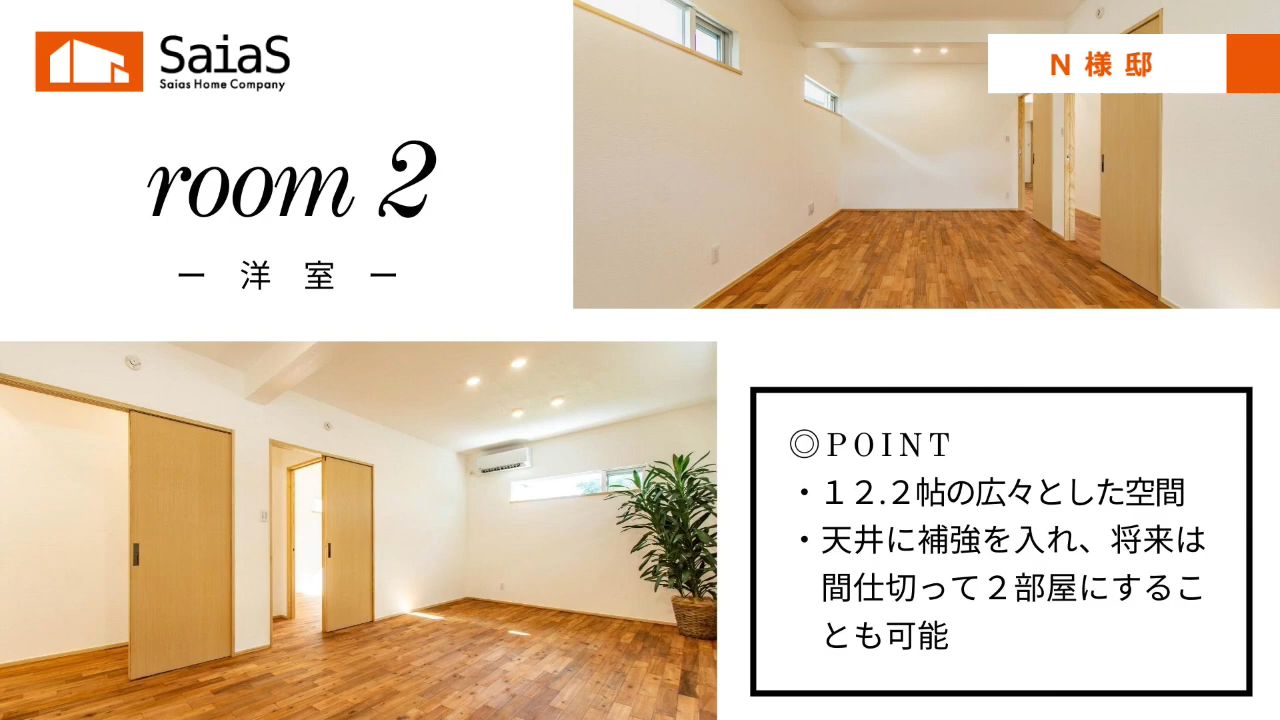 SaiaS
Saias Home Company
N様邸
room 2
ー 洋 室 ー
◎POINT
・１２.２帖の広々とした空間
・天井に補強を入れ、将来は
間仕切って２部屋にするこ
とも可能